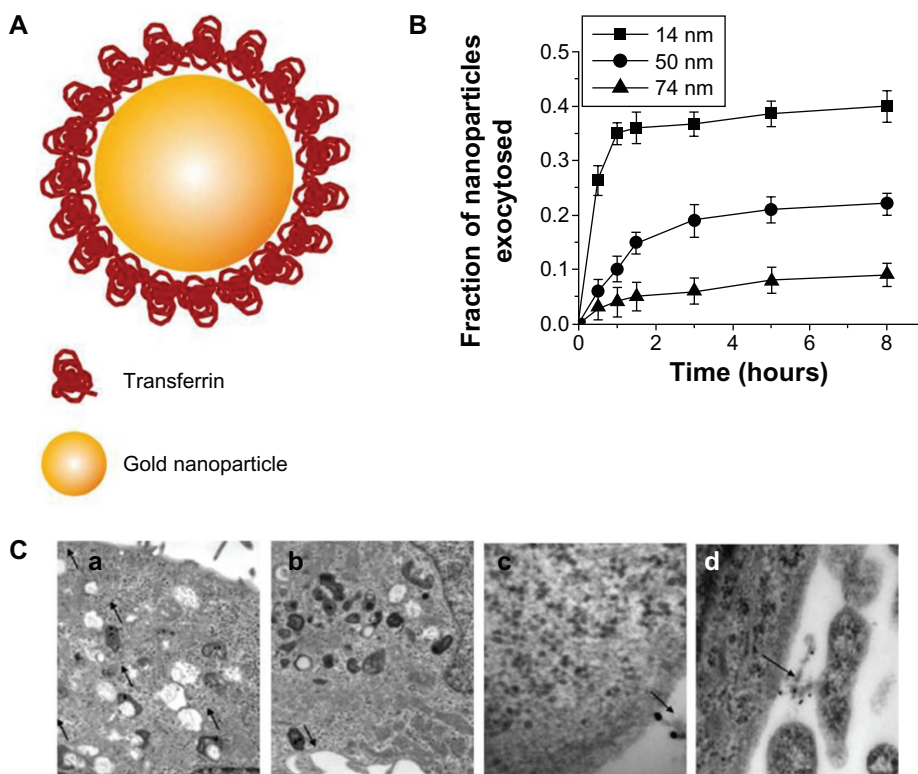 A
Transferrin
Gold nanoparticle
B
14 nm
50 nm
74 nm
Fraction of nanoparticles
exocytosed
0.5
0.4
0.3
0.2
0.1
0.0
0 2 4 6 8
Time (hours)
C
a b c d